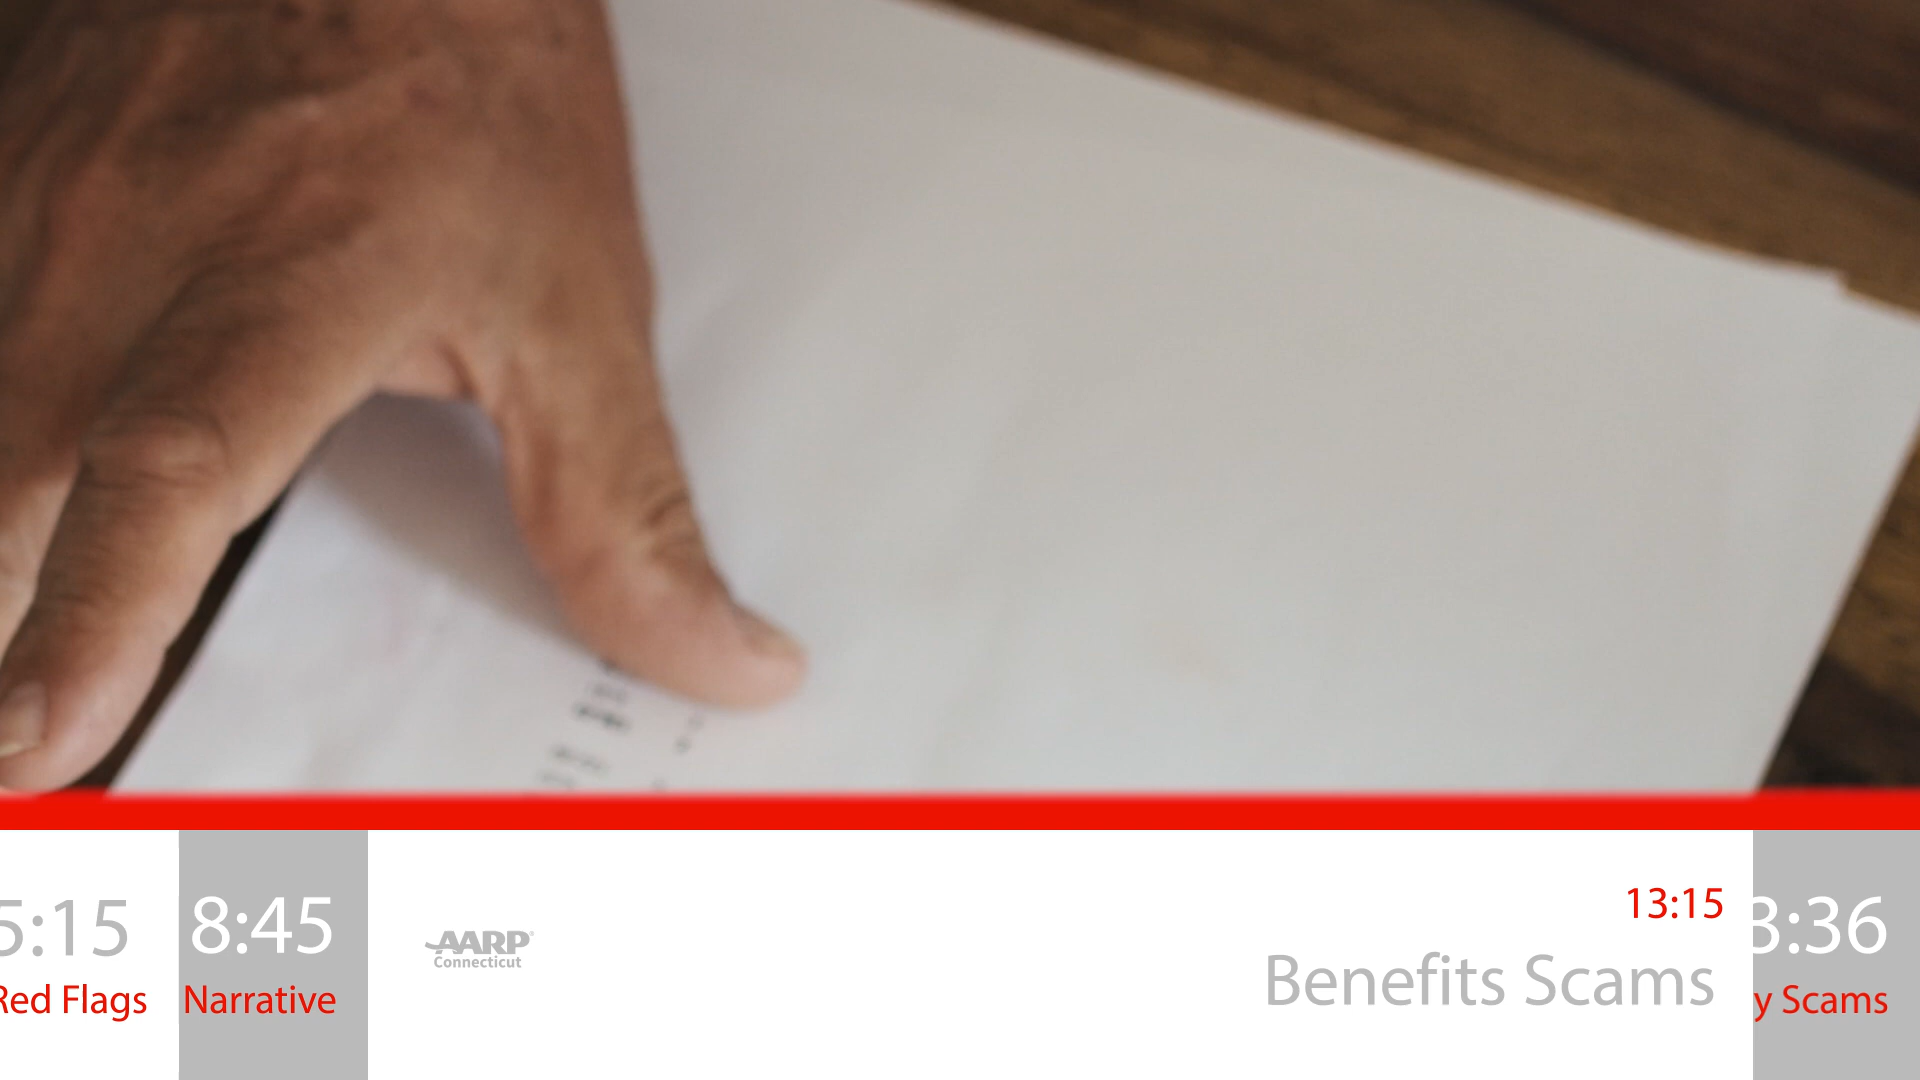 5:15
Red Flags
8:45
Narrative
AARP®
Connecticut
13:15
Benefits Scams
3:36
y Scams